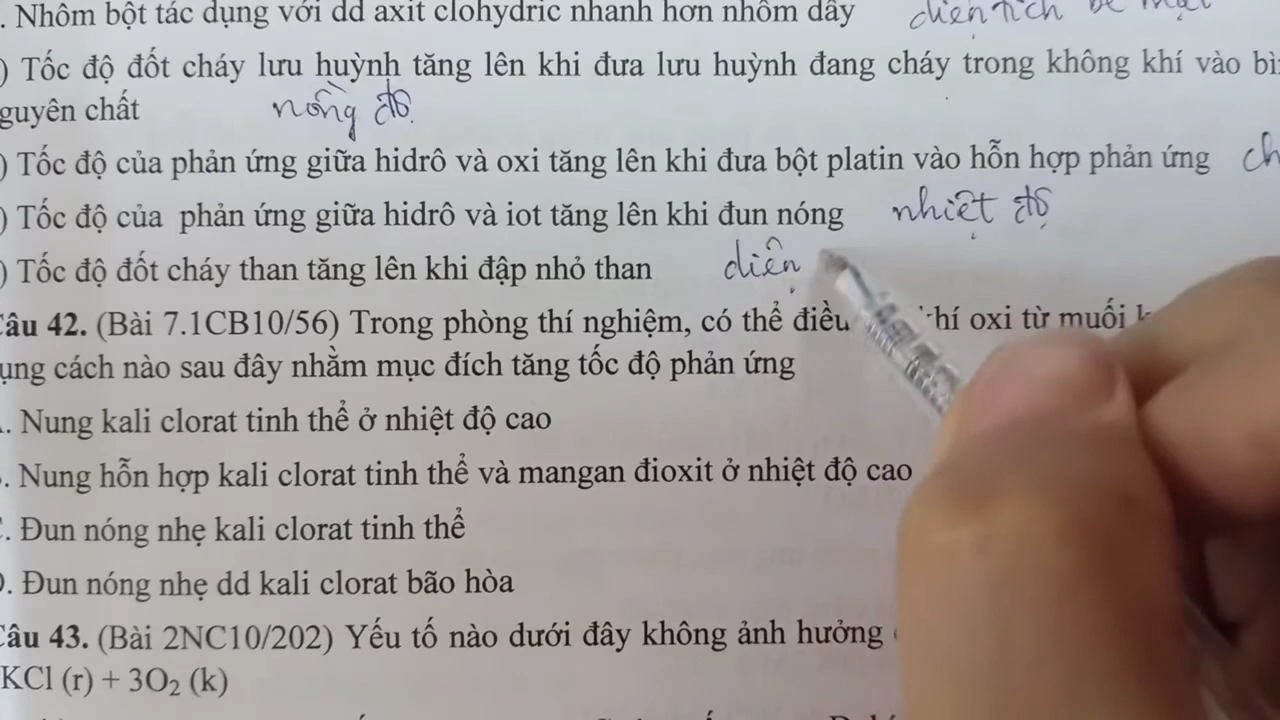 . Nhôm bột tác dụng với dd axit clohydric nhanh hơn nhôm dây diện tích bề mặt
) Tốc độ đốt cháy lưu huỳnh tăng lên khi đưa lưu huỳnh đang cháy trong không khí vào bì
guyên chất nồng độ.
) Tốc độ của phản ứng giữa hidrô và oxi tăng lên khi đưa bột platin vào hỗn hợp phản ứng ch
) Tốc độ của phản ứng giữa hidrô và iot tăng lên khi đun nóng nhiệt độ
) Tốc độ đốt cháy than tăng lên khi đập nhỏ than diện
Câu 42. (Bài 7.1CB10/56) Trong phòng thí nghiệm, có thể điều khí oxi từ muối k
ụng cách nào sau đây nhằm mục đích tăng tốc độ phản ứng
A. Nung kali clorat tinh thể ở nhiệt độ cao
B. Nung hỗn hợp kali clorat tinh thể và mangan đioxit ở nhiệt độ cao
C. Đun nóng nhẹ kali clorat tinh thể
D. Đun nóng nhẹ dd kali clorat bão hòa
Câu 43. (Bài 2NC10/202) Yếu tố nào dưới đây không ảnh hưởng
KCl (r) + 3O₂ (k)